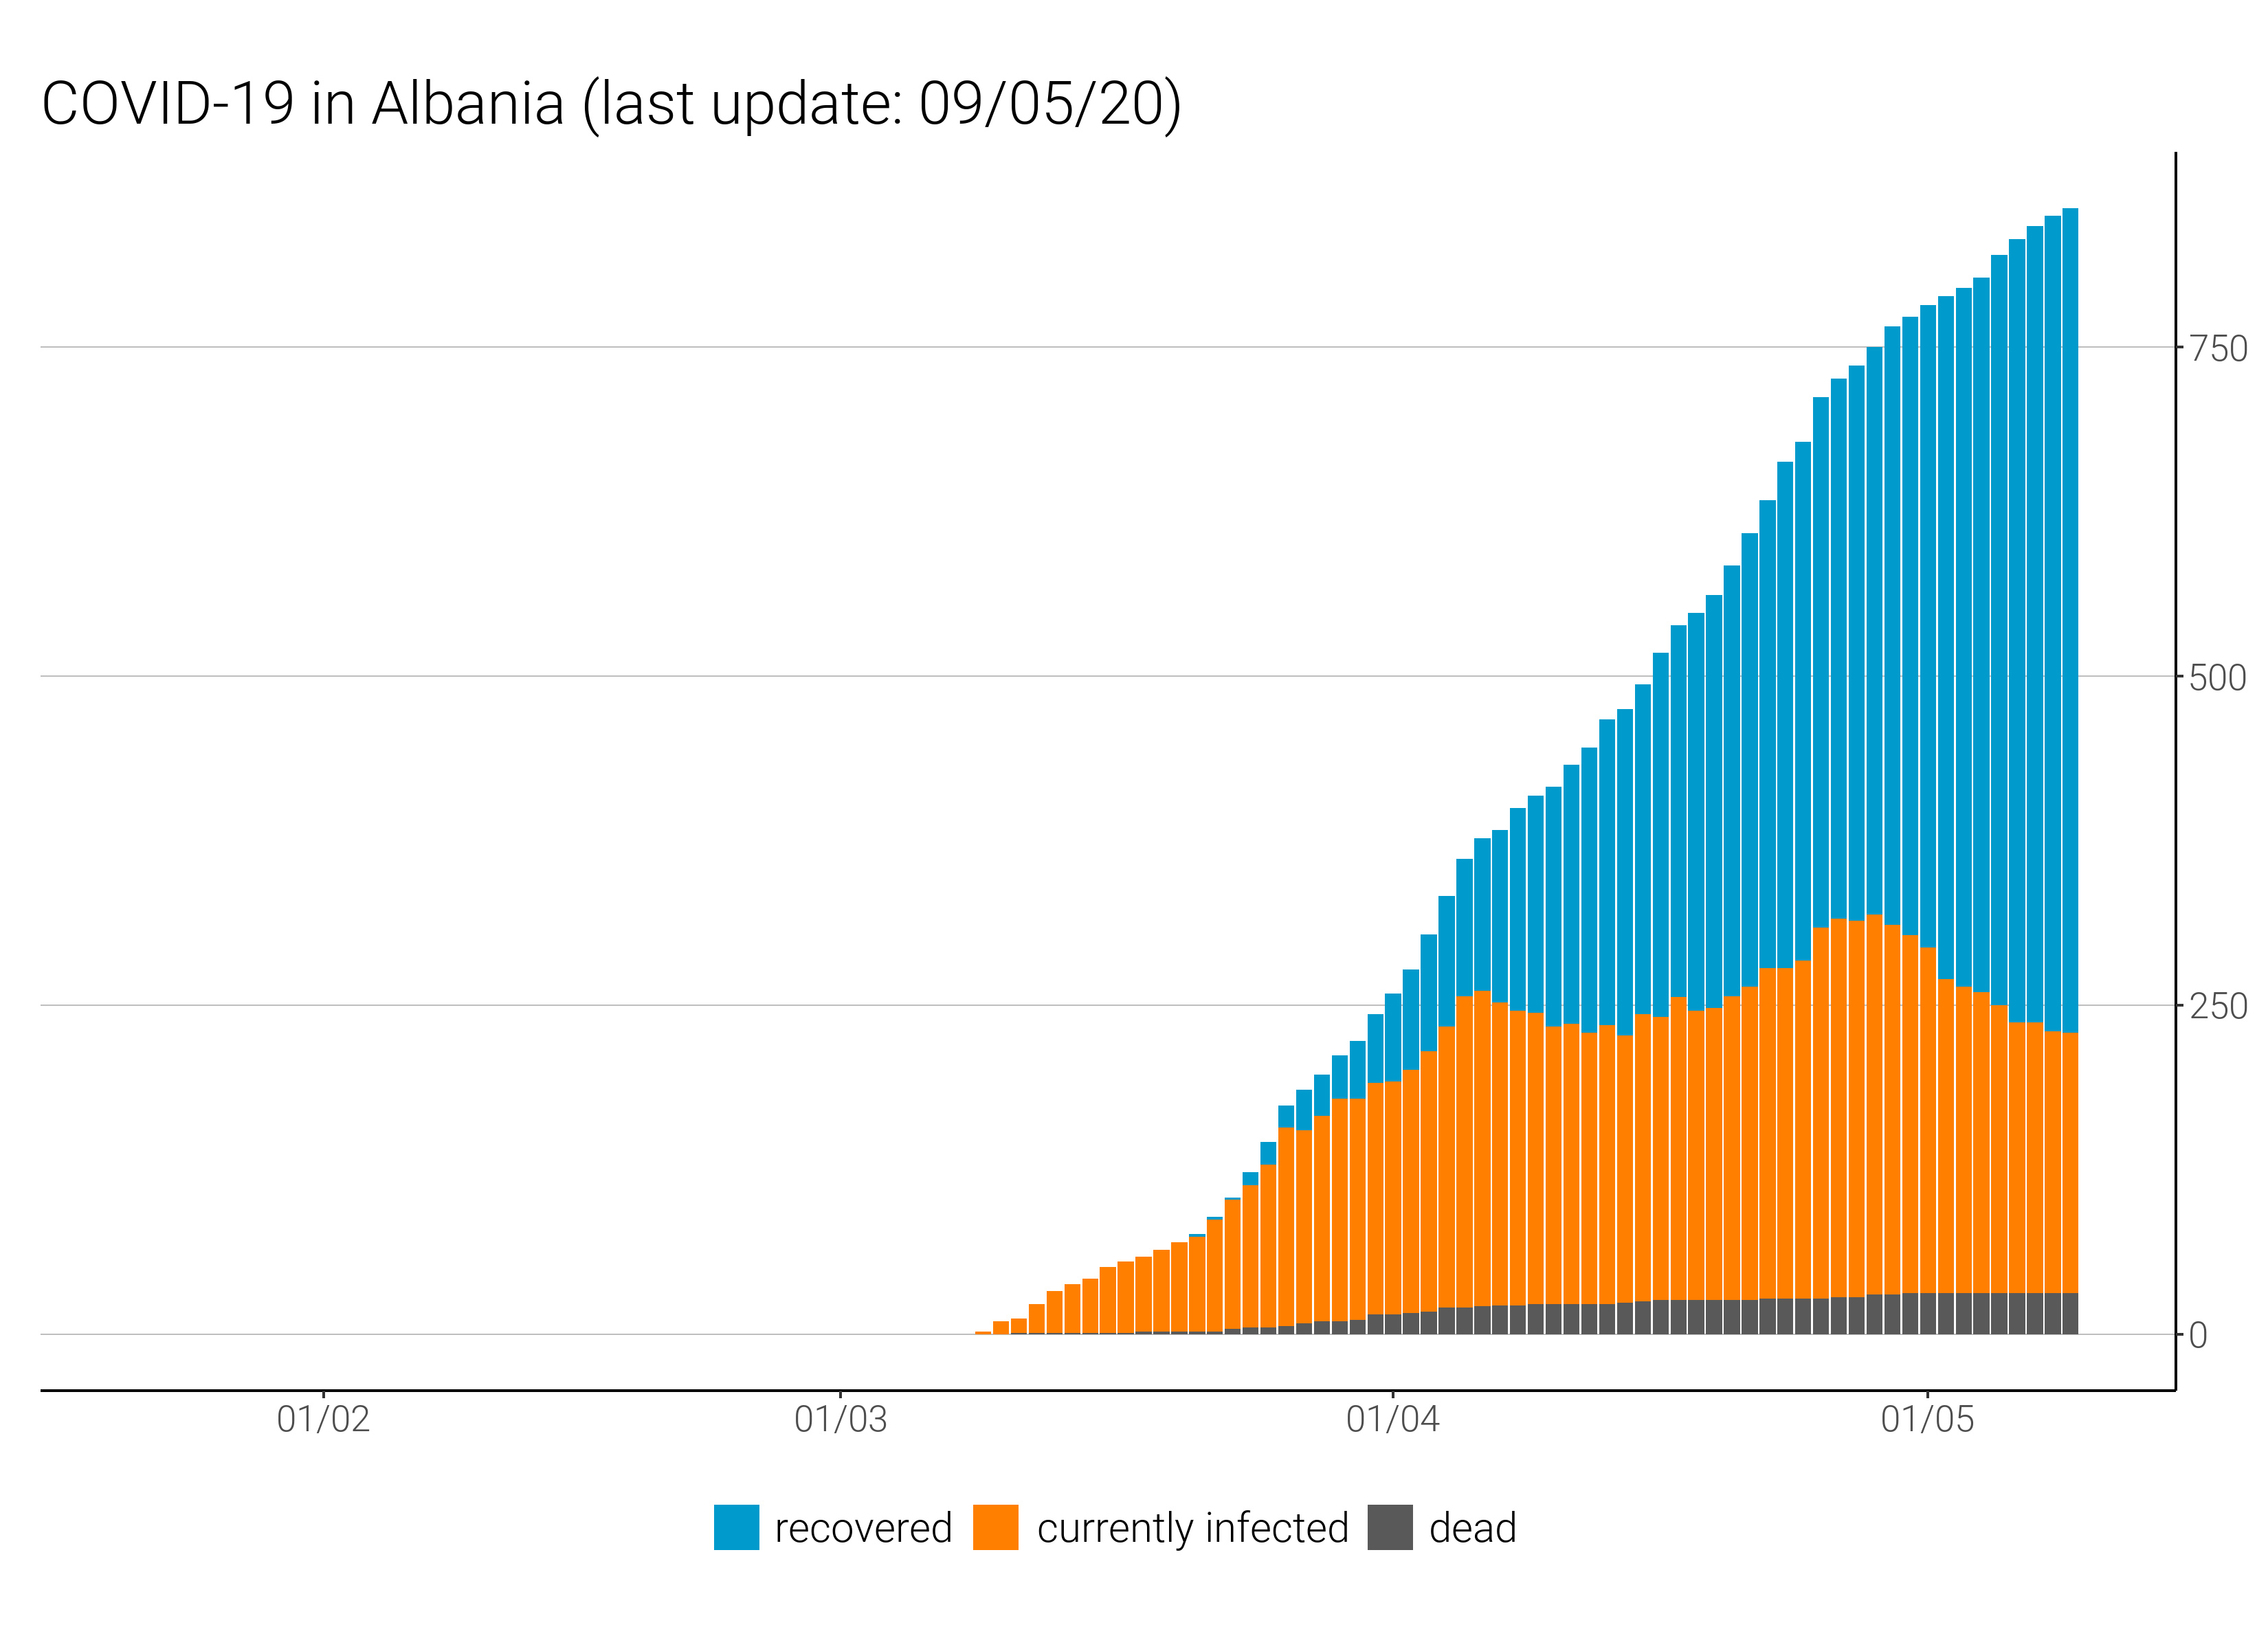 COVID-19 in Albania (last update: 09/05/20)
750
500
250
0
01/02 01/03 01/04 01/05
recovered currently infected dead